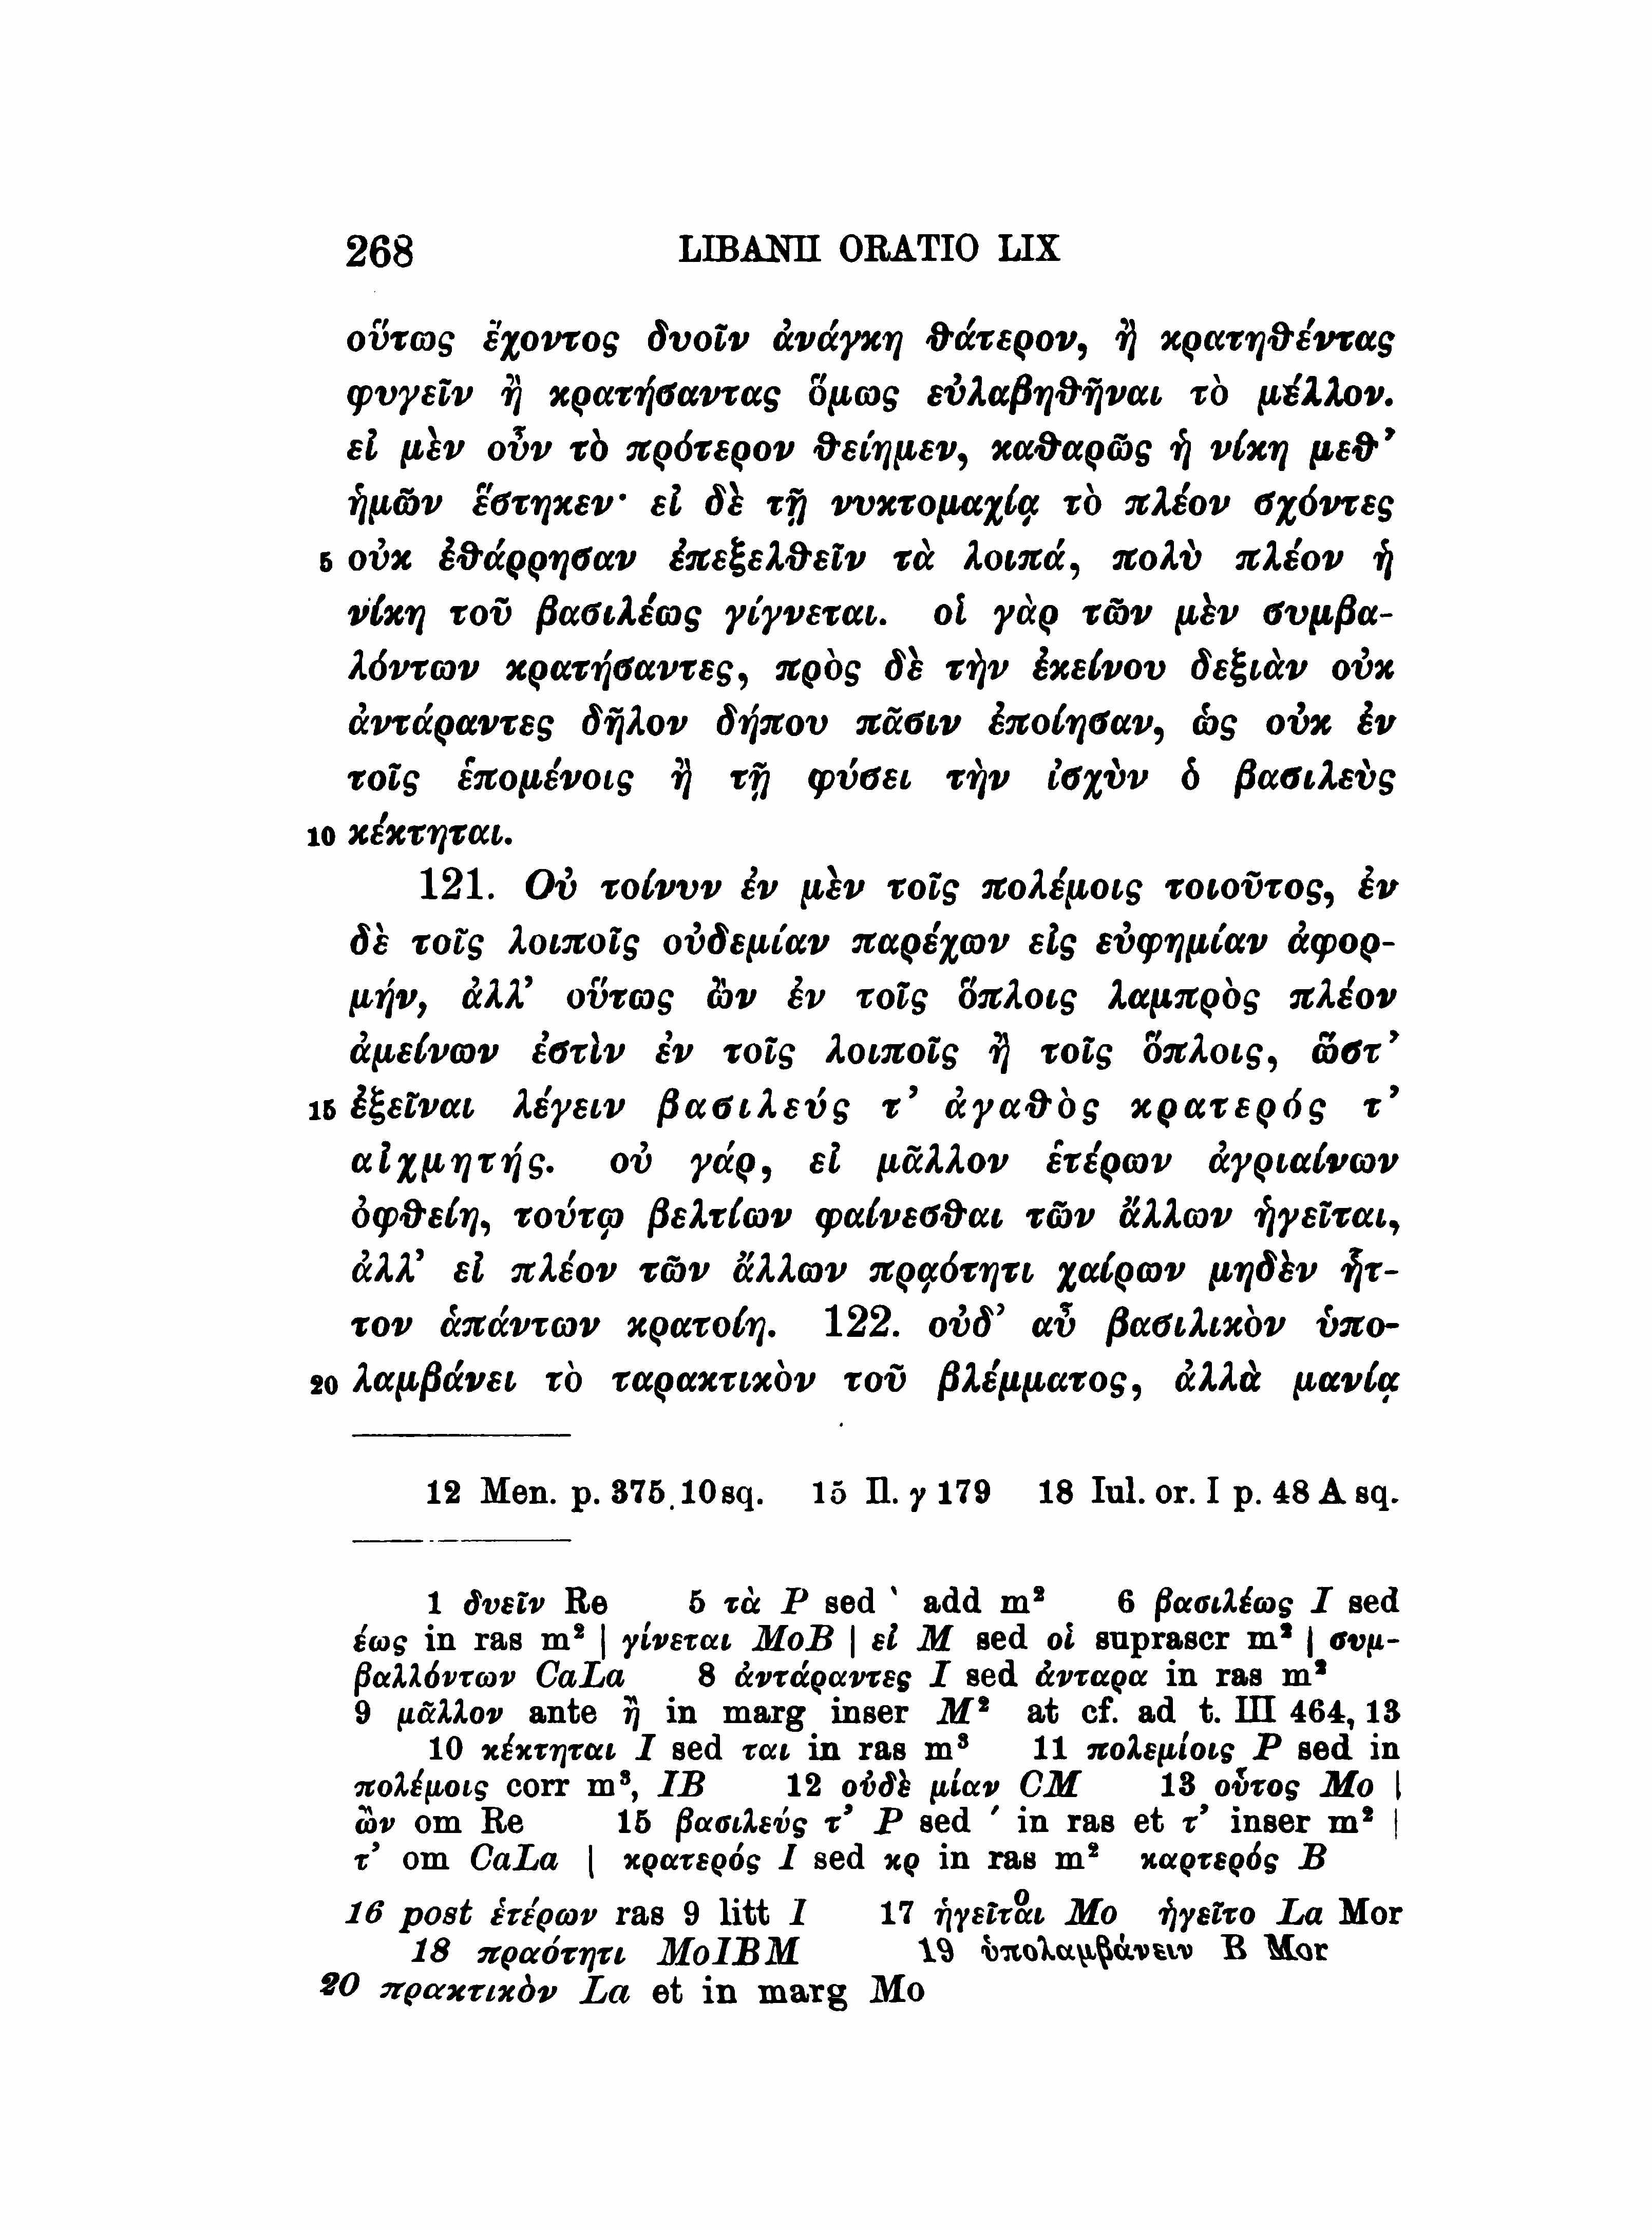 268 LIBANII ORATIO LIX
οὕτως ἔχοντος δυοῖν ἀνάγκη θάτερον, ἢ κρατηθέντας
φυγεῖν ἢ κρατήσαντας ὅμως εὐλαβηθῆναι τὸ μέλλον.
εἰ μὲν οὖν τὸ πρότερον θείημεν, καθαρῶς ἡ νίκη μεθ’
ἡμῶν ἕστηκεν· εἰ δὲ τῇ νυκτομαχίᾳ τὸ πλέον σχόντες
5 οὐκ ἐθάρρησαν ἐπεξελθεῖν τὰ λοιπά, πολὺ πλέον ἡ
νίκη τοῦ βασιλέως γίγνεται. οἱ γὰρ τῶν μὲν συμβα-
λόντων κρατήσαντες, πρὸς δὲ τὴν ἐκείνου δεξιὰν οὐκ
ἀντάραντες δῆλον δήπου πᾶσιν ἐποίησαν, ὡς οὐκ ἐν
τοῖς ἑπομένοις ἢ τῇ φύσει τὴν ἰσχὺν ὁ βασιλεὺς
10 κέκτηται.
121. Οὐ τοίνυν ἐν μὲν τοῖς πολέμοις τοιοῦτος, ἐν
δὲ τοῖς λοιποῖς οὐδεμίαν παρέχων εἰς εὐφημίαν ἀφορ-
μήν, ἀλλ’ οὕτως ὢν ἐν τοῖς ὅπλοις λαμπρὸς πλέον
ἀμείνων ἐστὶν ἐν τοῖς λοιποῖς ἢ τοῖς ὅπλοις, ὥστ’
15 ἐξεῖναι λέγειν βασιλεύς τ’ ἀγαθὸς κρατερός τ’
αἰχμητής. οὐ γάρ, εἰ μᾶλλον ἑτέρων ἀγριαίνων
ὀφθείη, τούτῳ βελτίων φαίνεσθαι τῶν ἄλλων ἡγεῖται,
ἀλλ’ εἰ πλέον τῶν ἄλλων πρᾳότητι χαίρων μηδὲν ἧτ-
τον ἁπάντων κρατοίη. 122. οὐδ’ αὖ βασιλικὸν ὑπο-
20 λαμβάνει τὸ ταρακτικὸν τοῦ βλέμματος, ἀλλὰ μανίᾳ
12 Men. p. 375, 10 sq. 15 Π. γ 179 18 Iul. or. I p. 48 A sq.
1 δυεῖν Re 5 τὰ P sed ` add m² 6 βασιλέως I sed
έως in ras m² | γίνεται MoB | εἰ M sed οἱ suprascr m² | συμ-
βαλλόντων CaLa 8 ἀντάραντες I sed ἀνταρα in ras m²
9 μᾶλλον ante ἢ in marg inser M² at cf. ad t. III 464, 13
10 κέκτηται I sed ται in ras m³ 11 πολεμίοις P sed in
πολέμοις corr m³, IB 12 οὐδὲ μίαν CM 13 οὗτος Mo |
ὢν om Re 15 βασιλεύς τ’ P sed ´ in ras et τ’ inser m² |
τ’ om CaLa | κρατερός I sed κρ in ras m² καρτερός B
16 post ἑτέρων ras 9 litt I 17 ἡγεῖται Mo ἡγεῖτο La Mor
18 πραότητι MoIBM 19 ὑπολαμβάνειν B Mor
20 πρακτικὸν La et in marg Mo